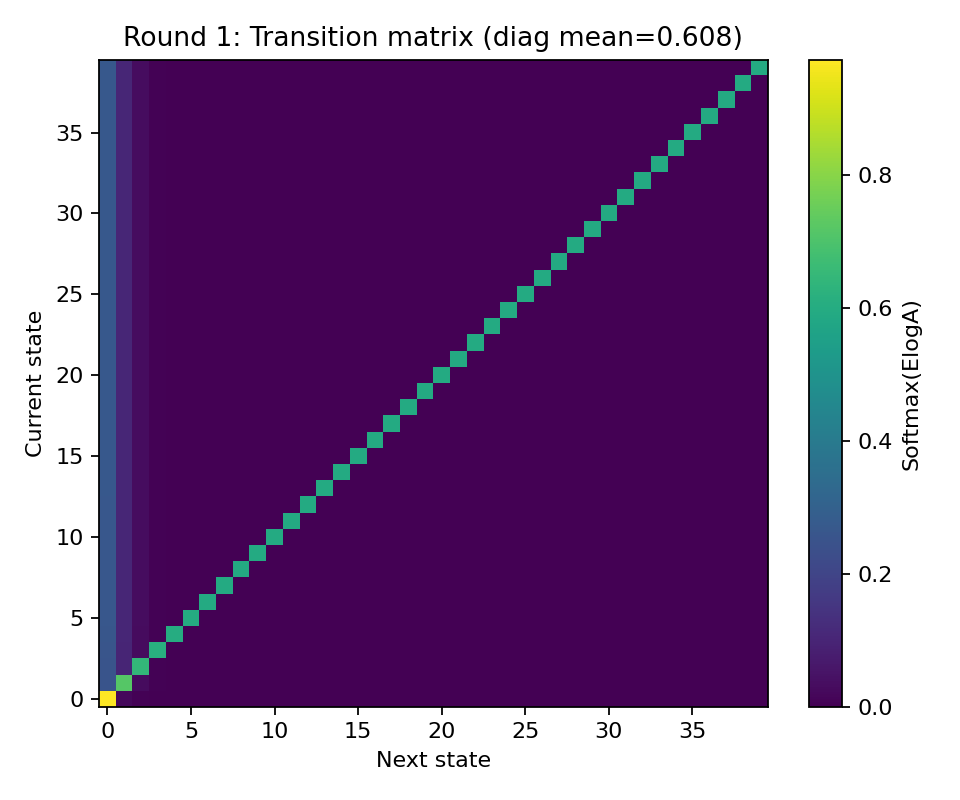 Round 1: Transition matrix (diag mean=0.608)
Current state
35
30
25
20
15
10
5
0
0 5 10 15 20 25 30 35
Next state
0.8
0.6
0.4
0.2
0.0
Softmax(ElogA)